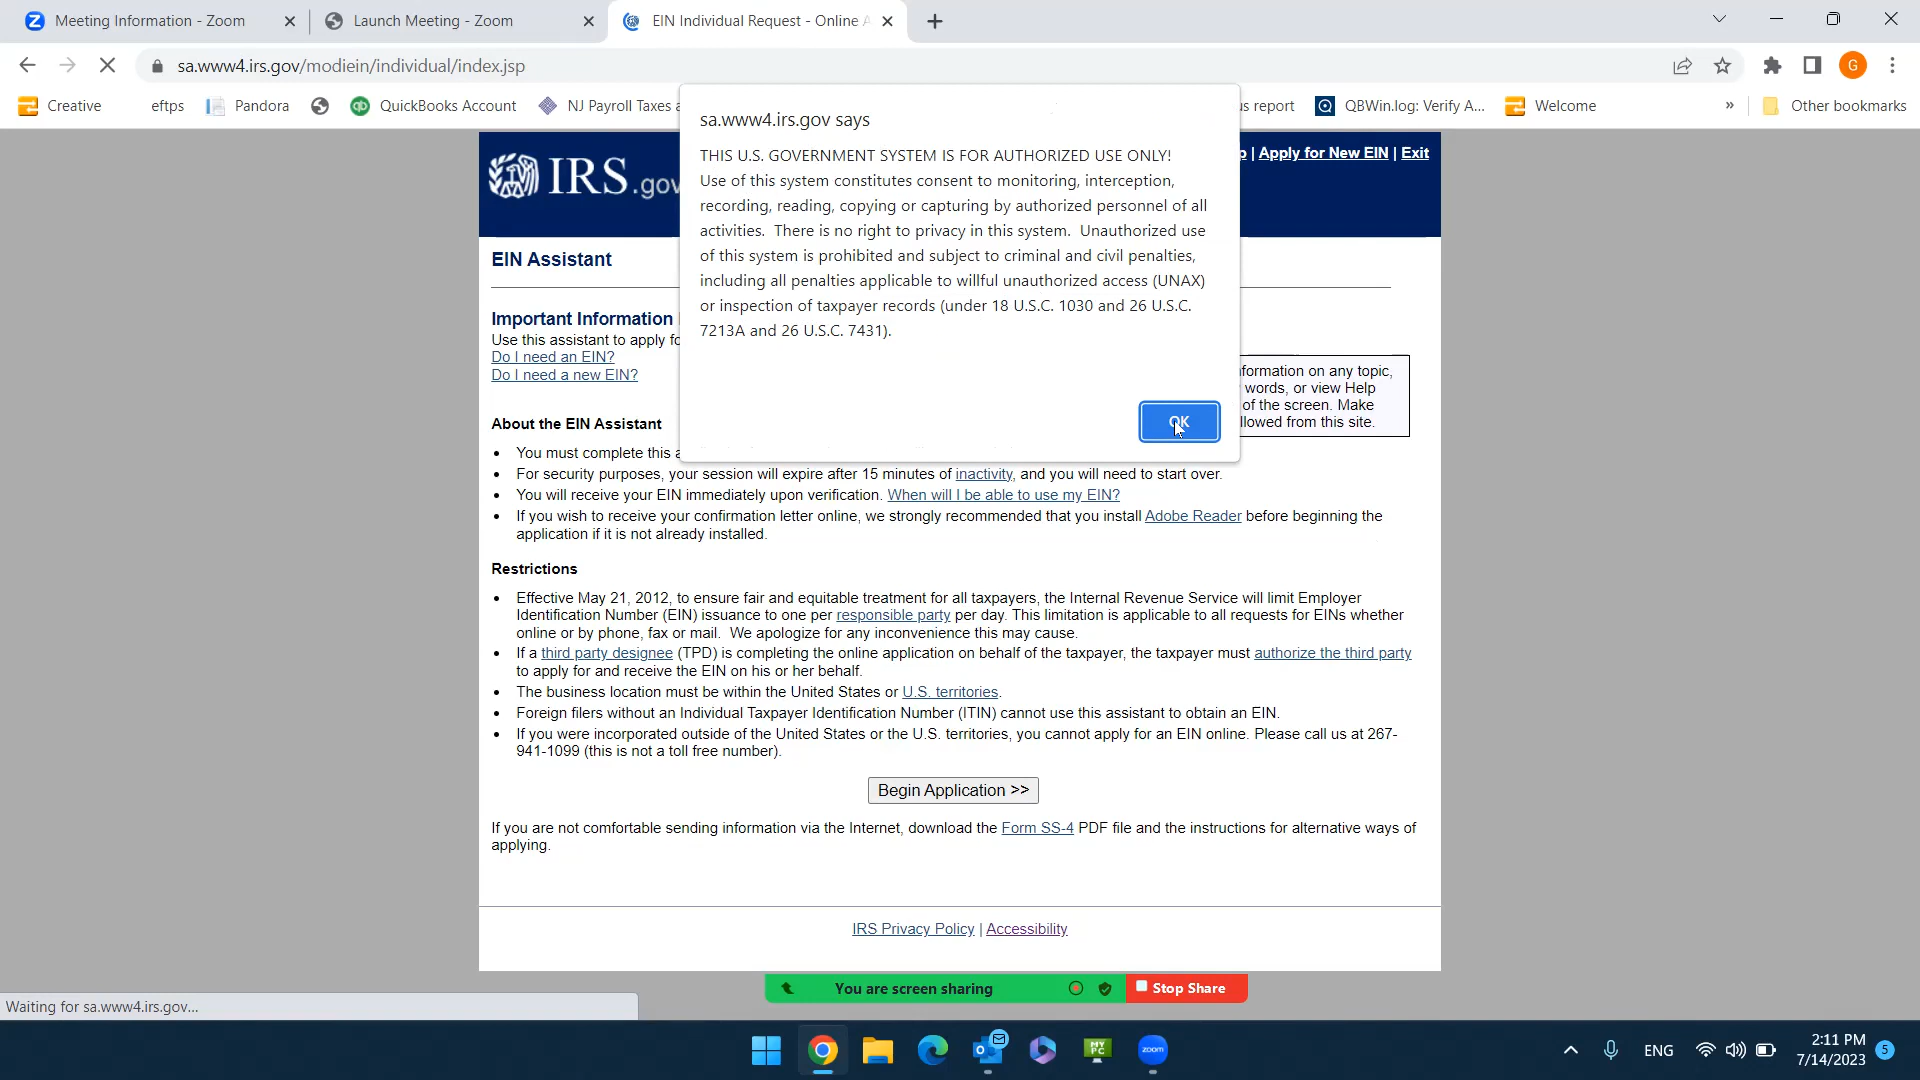 Meeting Information - Zoom
Launch Meeting - Zoom
EIN Individual Request - Online
sa.www4.irs.gov/modiein/individual/index.jsp
G
Creative
eftps
Pandora
QuickBooks Account
NJ Payroll Taxes
us report
QBWin.log: Verify A...
Welcome
»
Other bookmarks
sa.www4.irs.gov says
THIS U.S. GOVERNMENT SYSTEM IS FOR AUTHORIZED USE ONLY!
Use of this system constitutes consent to monitoring, interception,
recording, reading, copying or capturing by authorized personnel of all
activities. There is no right to privacy in this system. Unauthorized use
of this system is prohibited and subject to criminal and civil penalties,
including all penalties applicable to willful unauthorized access (UNAX)
or inspection of taxpayer records (under 18 U.S.C. 1030 and 26 U.S.C.
7213A and 26 U.S.C. 7431).
OK
IRS.gov
| Apply for New EIN | Exit
EIN Assistant
Important Information
Use this assistant to apply
Do I need an EIN?
Do I need a new EIN?
formation on any topic,
words, or view Help
of the screen. Make
llowed from this site.
About the EIN Assistant
• You must complete this
• For security purposes, your session will expire after 15 minutes of inactivity, and you will need to start over.
• You will receive your EIN immediately upon verification. When will I be able to use my EIN?
• If you wish to receive your confirmation letter online, we strongly recommended that you install Adobe Reader before beginning the
application if it is not already installed.
Restrictions
• Effective May 21, 2012, to ensure fair and equitable treatment for all taxpayers, the Internal Revenue Service will limit Employer
Identification Number (EIN) issuance to one per responsible party per day. This limitation is applicable to all requests for EINs whether
online or by phone, fax or mail. We apologize for any inconvenience this may cause.
• If a third party designee (TPD) is completing the online application on behalf of the taxpayer, the taxpayer must authorize the third party
to apply for and receive the EIN on his or her behalf.
• The business location must be within the United States or U.S. territories.
• Foreign filers without an Individual Taxpayer Identification Number (ITIN) cannot use this assistant to obtain an EIN.
• If you were incorporated outside of the United States or the U.S. territories, you cannot apply for an EIN online. Please call us at 267-
941-1099 (this is not a toll free number).
Begin Application >>
If you are not comfortable sending information via the Internet, download the Form SS-4 PDF file and the instructions for alternative ways of
applying.
IRS Privacy Policy | Accessibility
You are screen sharing
Stop Share
Waiting for sa.www4.irs.gov...
MY PC
zoom
ENG
2:11 PM
7/14/2023
5